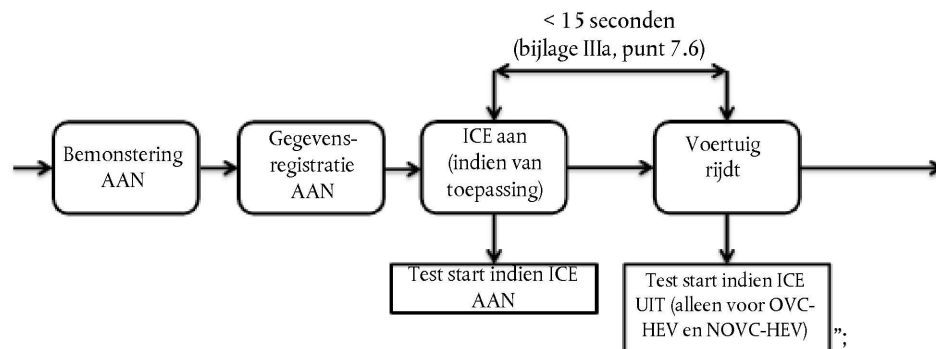 < 15 seconden
(bijlage IIIa, punt 7.6)
Bemonstering
AAN
Gegevens-
registratie
AAN
ICE aan
(indien van
toepassing)
Voertuig
rijdt
Test start indien ICE
AAN
Test start indien ICE
UIT (alleen voor OVC-
HEV en NOVC-HEV)
”;